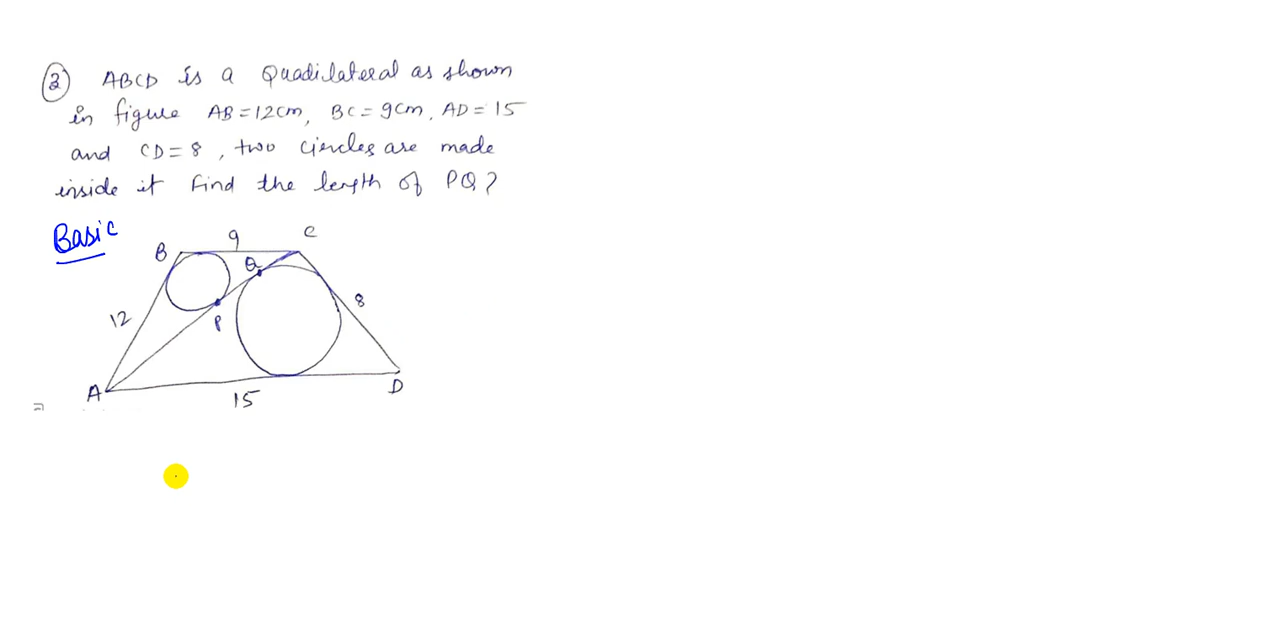 ② ABCD is a Quadilateral as shown
in figure AB=12cm, BC=9cm, AD=15
and CD=8, two circles are made
inside it Find the length of PQ?
Basic
9
B
C
Q
12
8
P
A
15
D